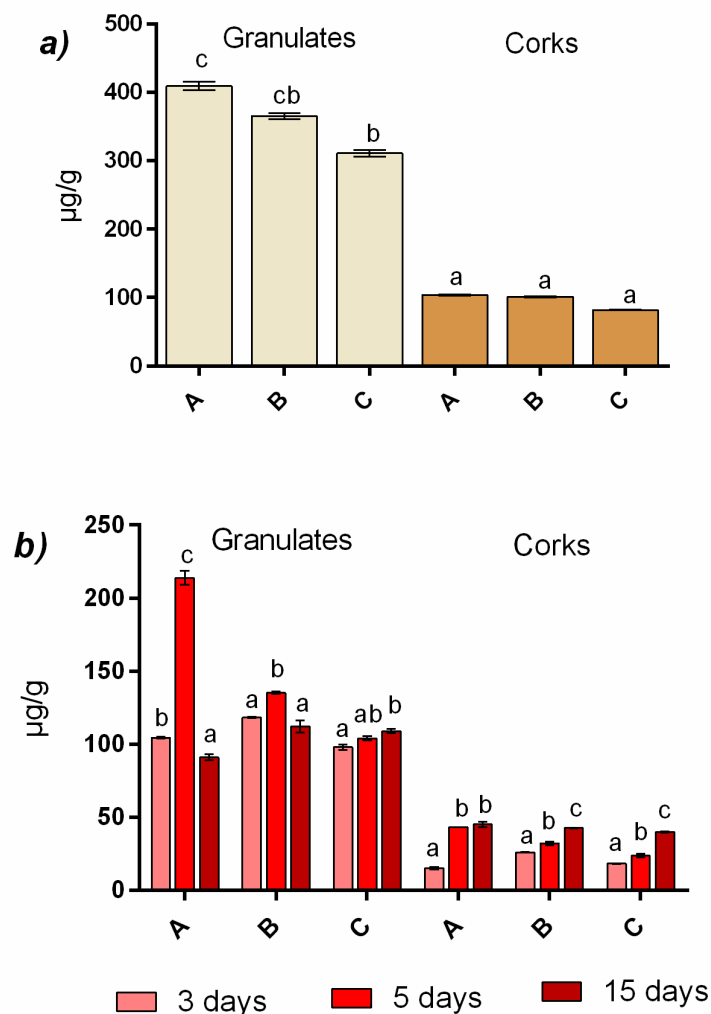 a)
Granulates Corks
500
400
300
200
100
0
µg/g
c cb b a a a
A B C A B C
b)
Granulates Corks
250
200
150
100
50
0
µg/g
b c a a b a a ab b a b b a b c a b c
A B C A B C
3 days 5 days 15 days